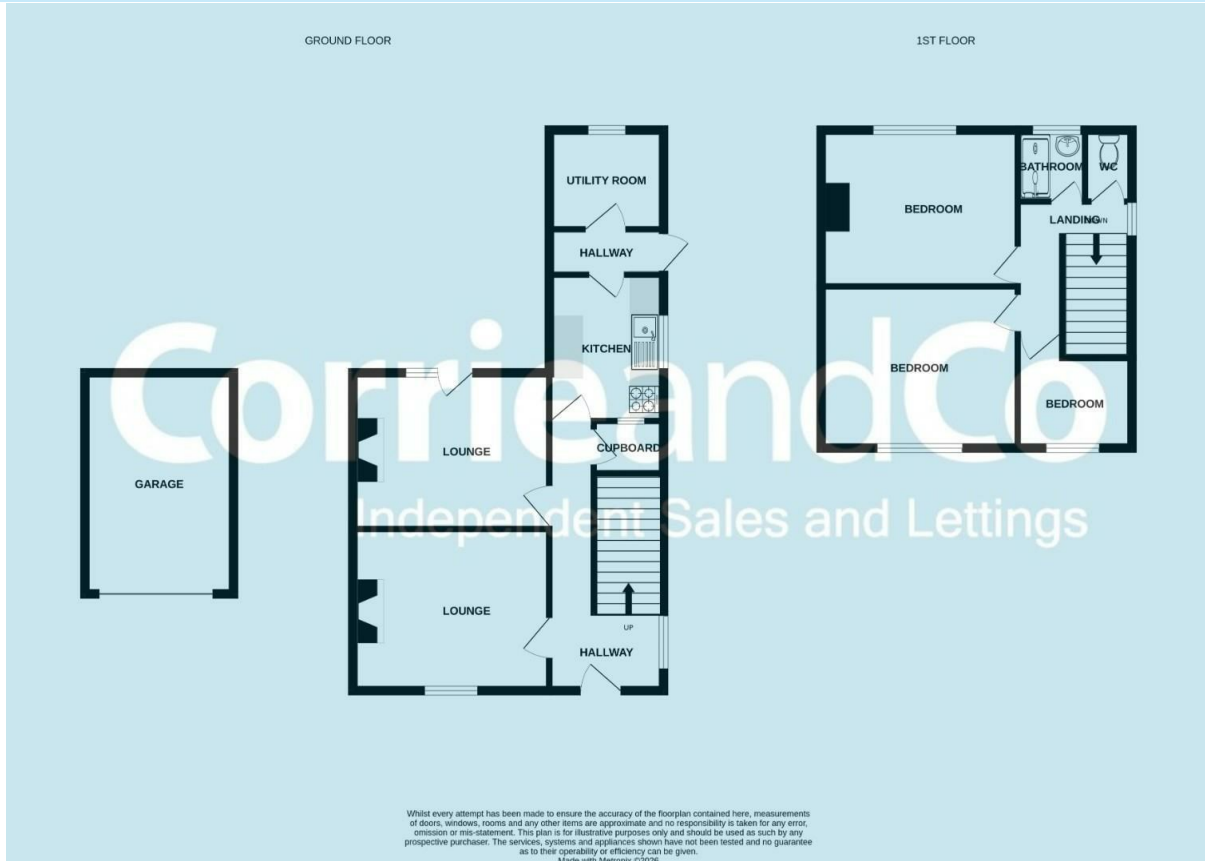 GROUND FLOOR
1ST FLOOR
UTILITY ROOM
HALLWAY
KITCHEN
CUPBOARD
LOUNGE
LOUNGE
GARAGE
UP
HALLWAY
BATHROOM
WC
BEDROOM
LANDING
DOWN
BEDROOM
BEDROOM
CorrieandCo
Independent Sales and Lettings
Whilst every attempt has been made to ensure the accuracy of the floorplan contained here, measurements
of doors, windows, rooms and any other items are approximate and no responsibility is taken for any error,
omission or mis-statement. This plan is for illustrative purposes only and should be used as such by any
prospective purchaser. The services, systems and appliances shown have not been tested and no guarantee
as to their operability or efficiency can be given.
Made with Metropix ©2026